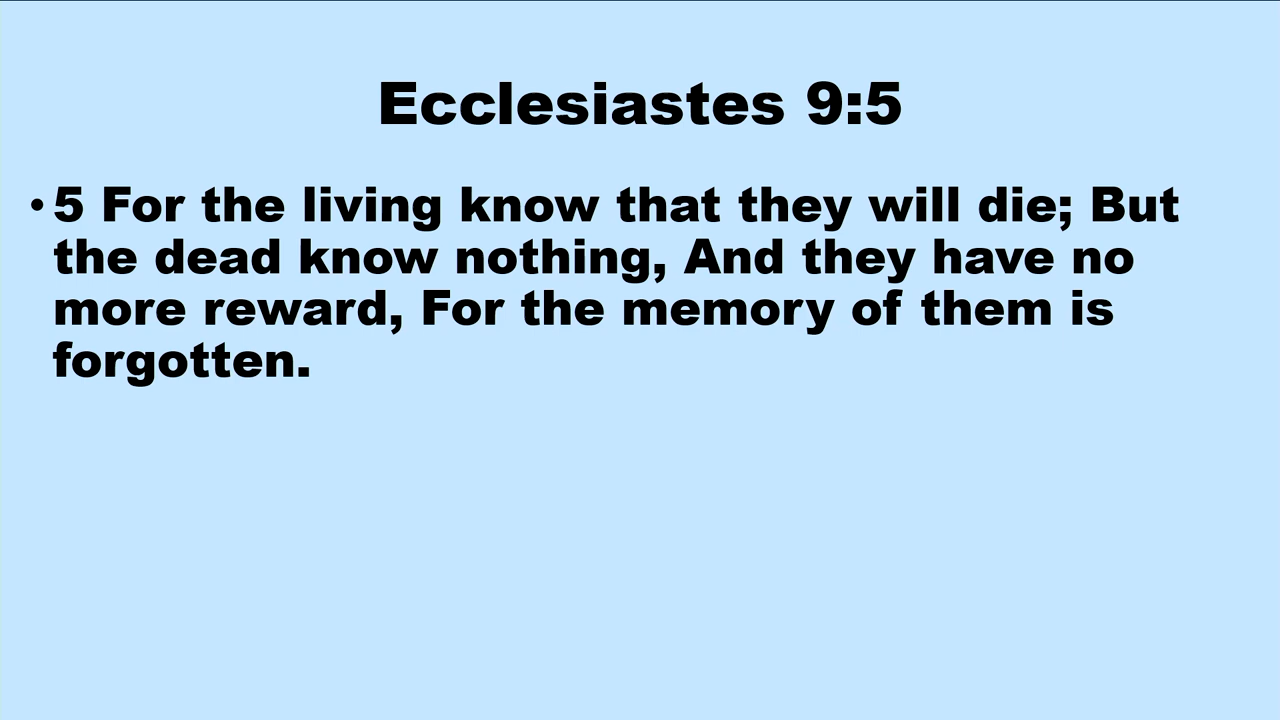 Ecclesiastes 9:5
• 5 For the living know that they will die; But
the dead know nothing, And they have no
more reward, For the memory of them is
forgotten.